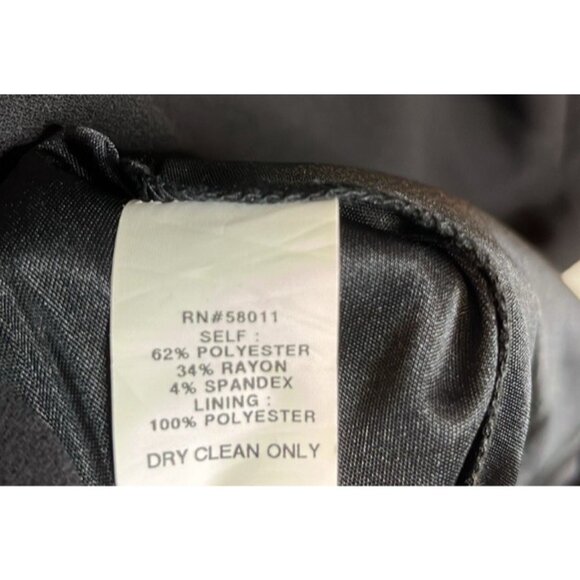 RN#58011
SELF :
62% POLYESTER
34% RAYON
4% SPANDEX
LINING :
100% POLYESTER
DRY CLEAN ONLY